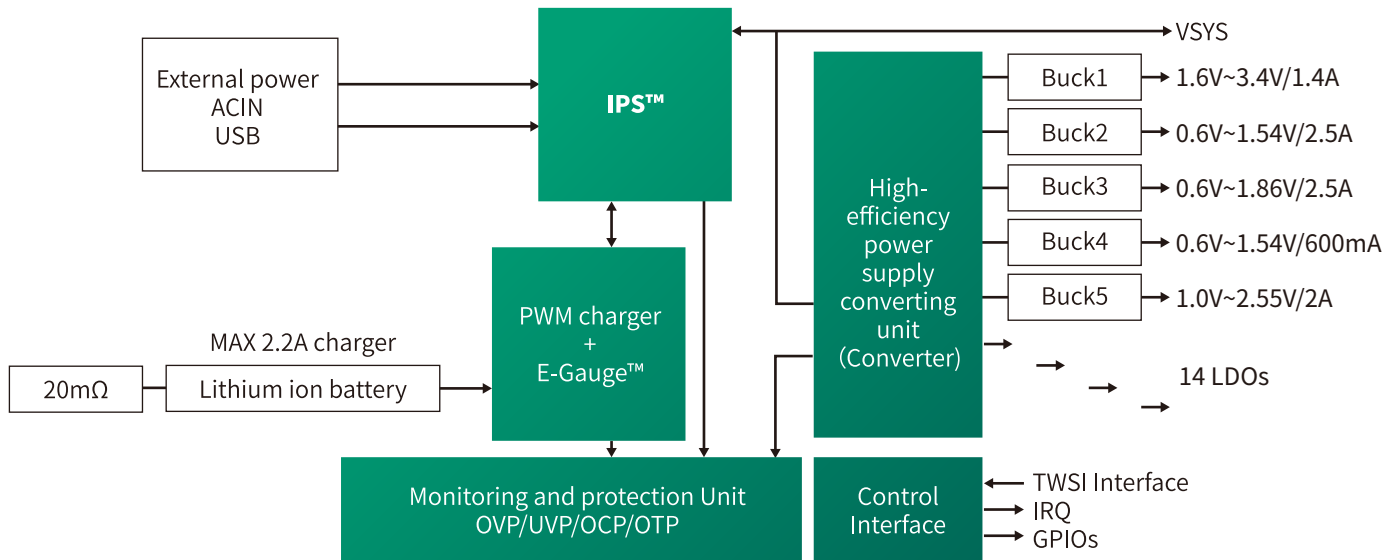 External power
ACIN
USB
IPS™
VSYS
Buck1
1.6V~3.4V/1.4A
Buck2
0.6V~1.54V/2.5A
Buck3
0.6V~1.86V/2.5A
Buck4
0.6V~1.54V/600mA
Buck5
1.0V~2.55V/2A
High-
efficiency
power
supply
converting
unit
(Converter)
14 LDOs
PWM charger
+
E-Gauge™
MAX 2.2A charger
20mΩ
Lithium ion battery
Monitoring and protection Unit
OVP/UVP/OCP/OTP
Control
Interface
TWSI Interface
IRQ
GPIOs